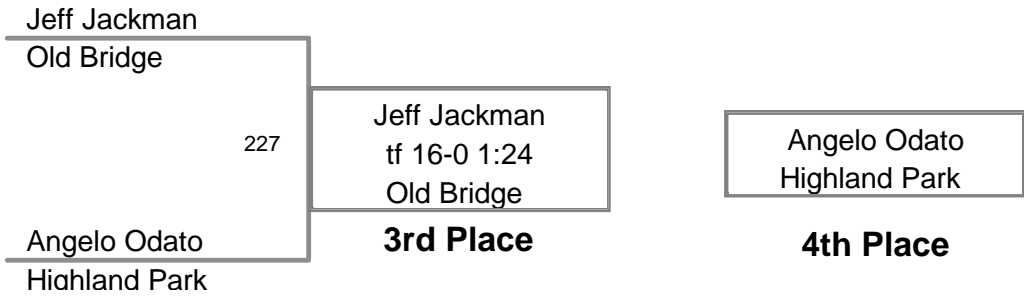 Jeff Jackman
Old Bridge
227
Jeff Jackman
tf 16-0 1:24
Old Bridge
3rd Place
Angelo Odato
Highland Park
4th Place
Angelo Odato
Highland Park